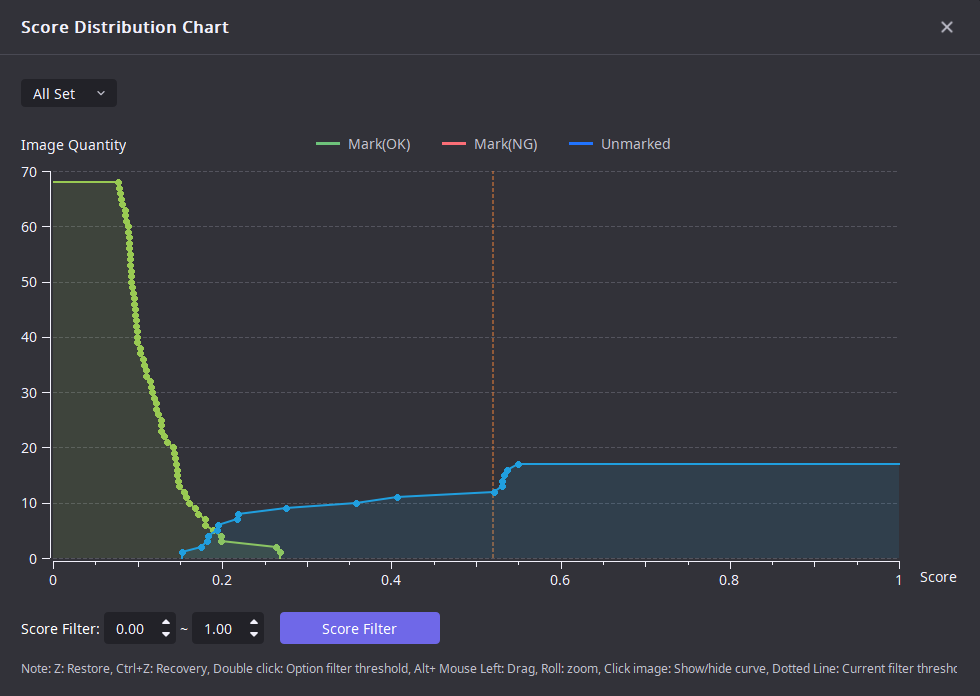 Score Distribution Chart
All Set
Image Quantity
Mark(OK) Mark(NG) Unmarked
70
60
50
40
30
20
10
0
0 0.2 0.4 0.6 0.8 1 Score
Score Filter: 0.00 ~ 1.00 Score Filter
Note: Z: Restore, Ctrl+Z: Recovery, Double click: Option filter threshold, Alt+ Mouse Left: Drag, Roll: zoom, Click image: Show/hide curve, Dotted Line: Current filter